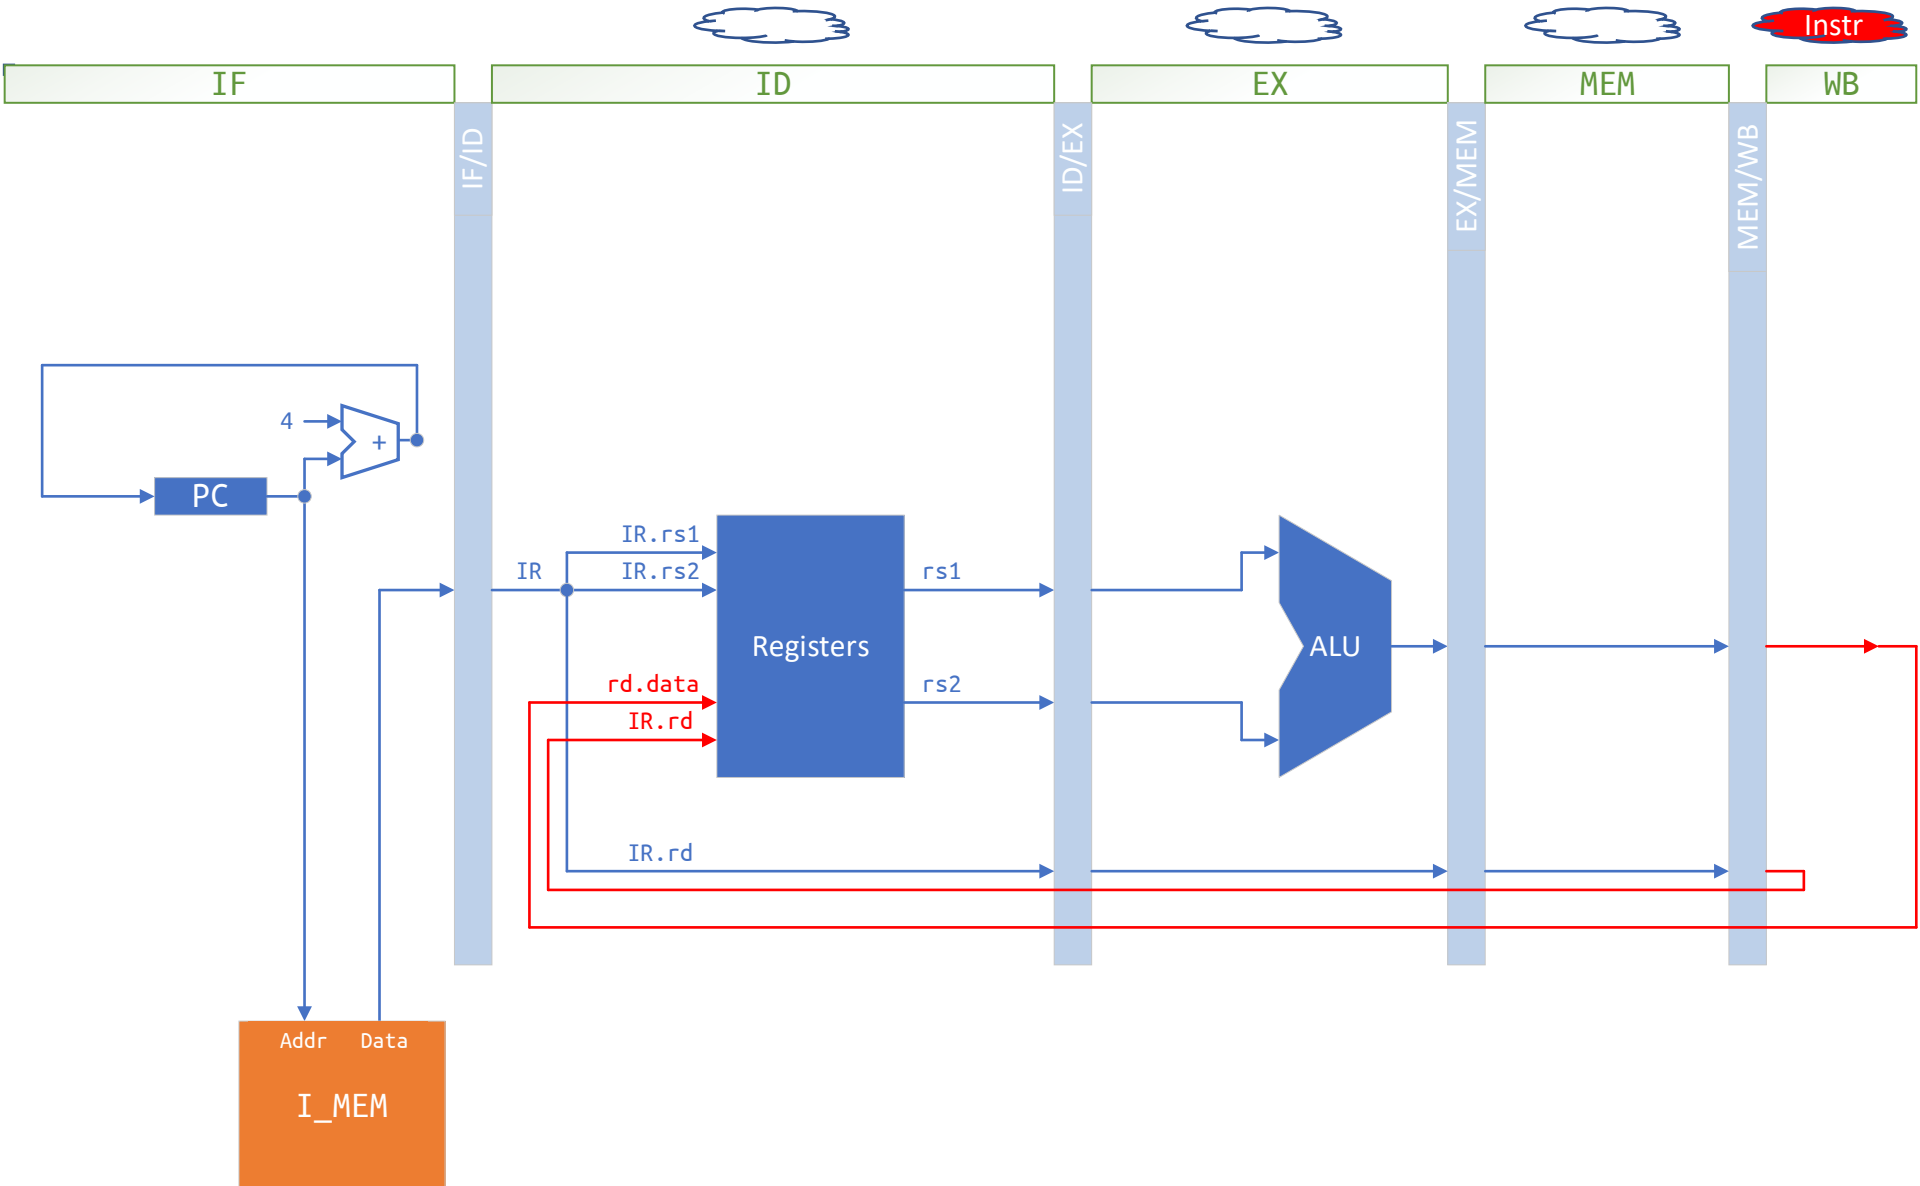 Instr
IF
ID
EX
MEM
WB
IF/ID
ID/EX
EX/MEM
MEM/WB
4
+
PC
IR.rs1
IR
IR.rs2
rs1
Registers
ALU
rd.data
rs2
IR.rd
IR.rd
Addr Data
I_MEM